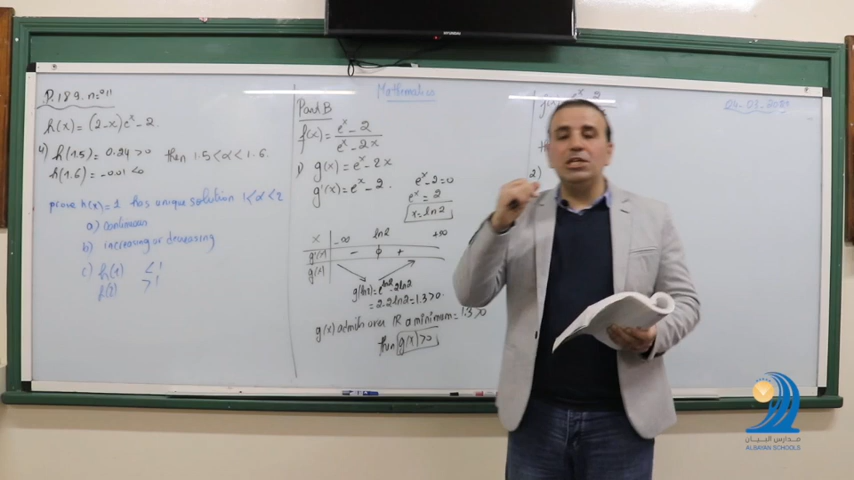 P.189. n=°11
h(x) = (2-x)e^x - 2.
4) h(1.5) = 0.24 > 0 then 1.5 < α < 1.6.
h(1.6) = -0.01 < 0
prove h(x) = 1 has unique solution 1 < α < 2
a) continuous
b) increasing or decreasing
c) h(1) < 1
> 1
Mathematics
Part B
f(x) = (e^x - 2)/(e^x - 2x)
1) g(x) = e^x - 2x
g'(x) = e^x - 2. e^x - 2 = 0
e^x = 2
x = ln2
x -∞ ln2 +∞
g'(x) - 0 +
g(x)
g(ln2) = e^ln2 - 2ln2
= 2-2ln2 = 1.3 > 0.
g(x) admits over IR a minimum = 1.3 > 0
then g(x) > 0
e^x - 2
2)
HYUNDAI
مدارس البيان
ALBAYAN SCHOOLS